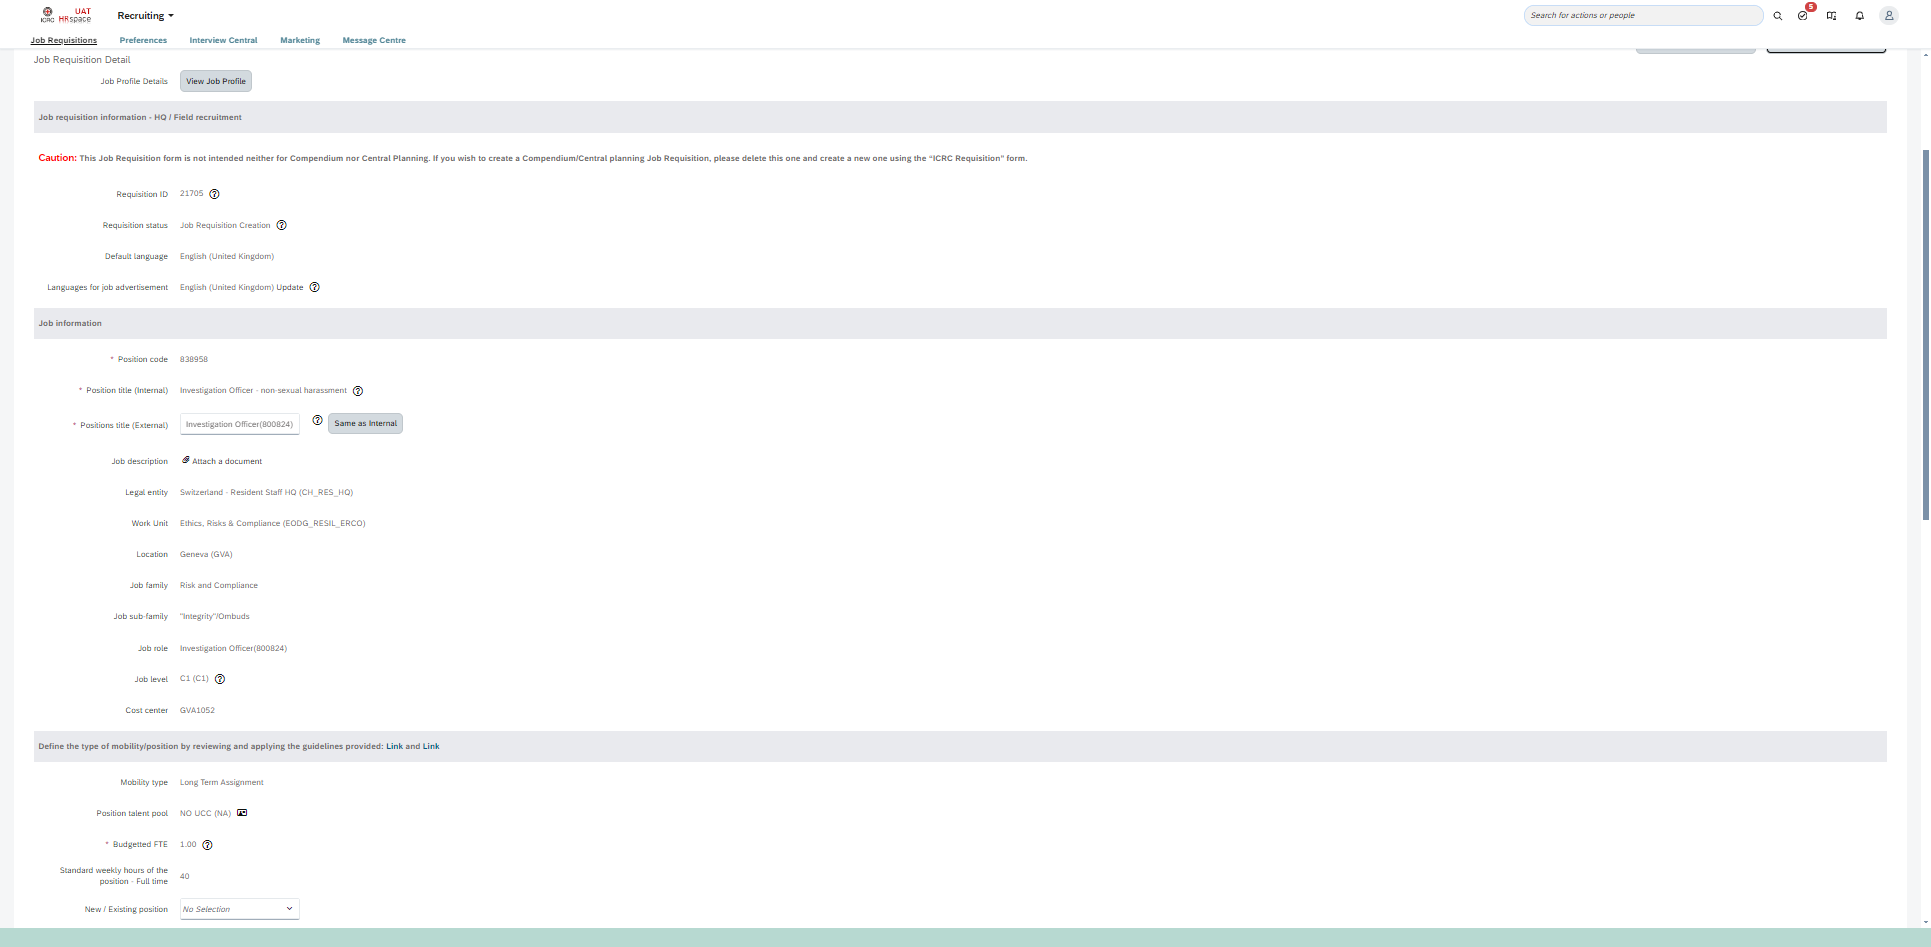 ICRC UAT HRspace
Recruiting
Search for actions or people
5
Job Requisitions Preferences Interview Central Marketing Message Centre
Job Requisition Detail
Job Profile Details View Job Profile
Job requisition information - HQ / Field recruitment
Caution: This Job Requisition form is not intended neither for Compendium nor Central Planning. If you wish to create a Compendium/Central planning Job Requisition, please delete this one and create a new one using the “ICRC Requisition” form.
Requisition ID 21705 ?
Requisition status Job Requisition Creation ?
Default language English (United Kingdom)
Languages for job advertisement English (United Kingdom) Update ?
Job information
* Position code 838958
* Position title (Internal) Investigation Officer - non-sexual harassment ?
* Positions title (External) Investigation Officer(800824) ? Same as Internal
Job description Attach a document
Legal entity Switzerland - Resident Staff HQ (CH_RES_HQ)
Work Unit Ethics, Risks & Compliance (EODG_RESIL_ERCO)
Location Geneva (GVA)
Job family Risk and Compliance
Job sub-family "Integrity"/Ombuds
Job role Investigation Officer(800824)
Job level C1 (C1) ?
Cost center GVA1052
Define the type of mobility/position by reviewing and applying the guidelines provided: Link and Link
Mobility type Long Term Assignment
Position talent pool NO UCC (NA)
* Budgetted FTE 1.00 ?
Standard weekly hours of the
position - Full time 40
New / Existing position No Selection